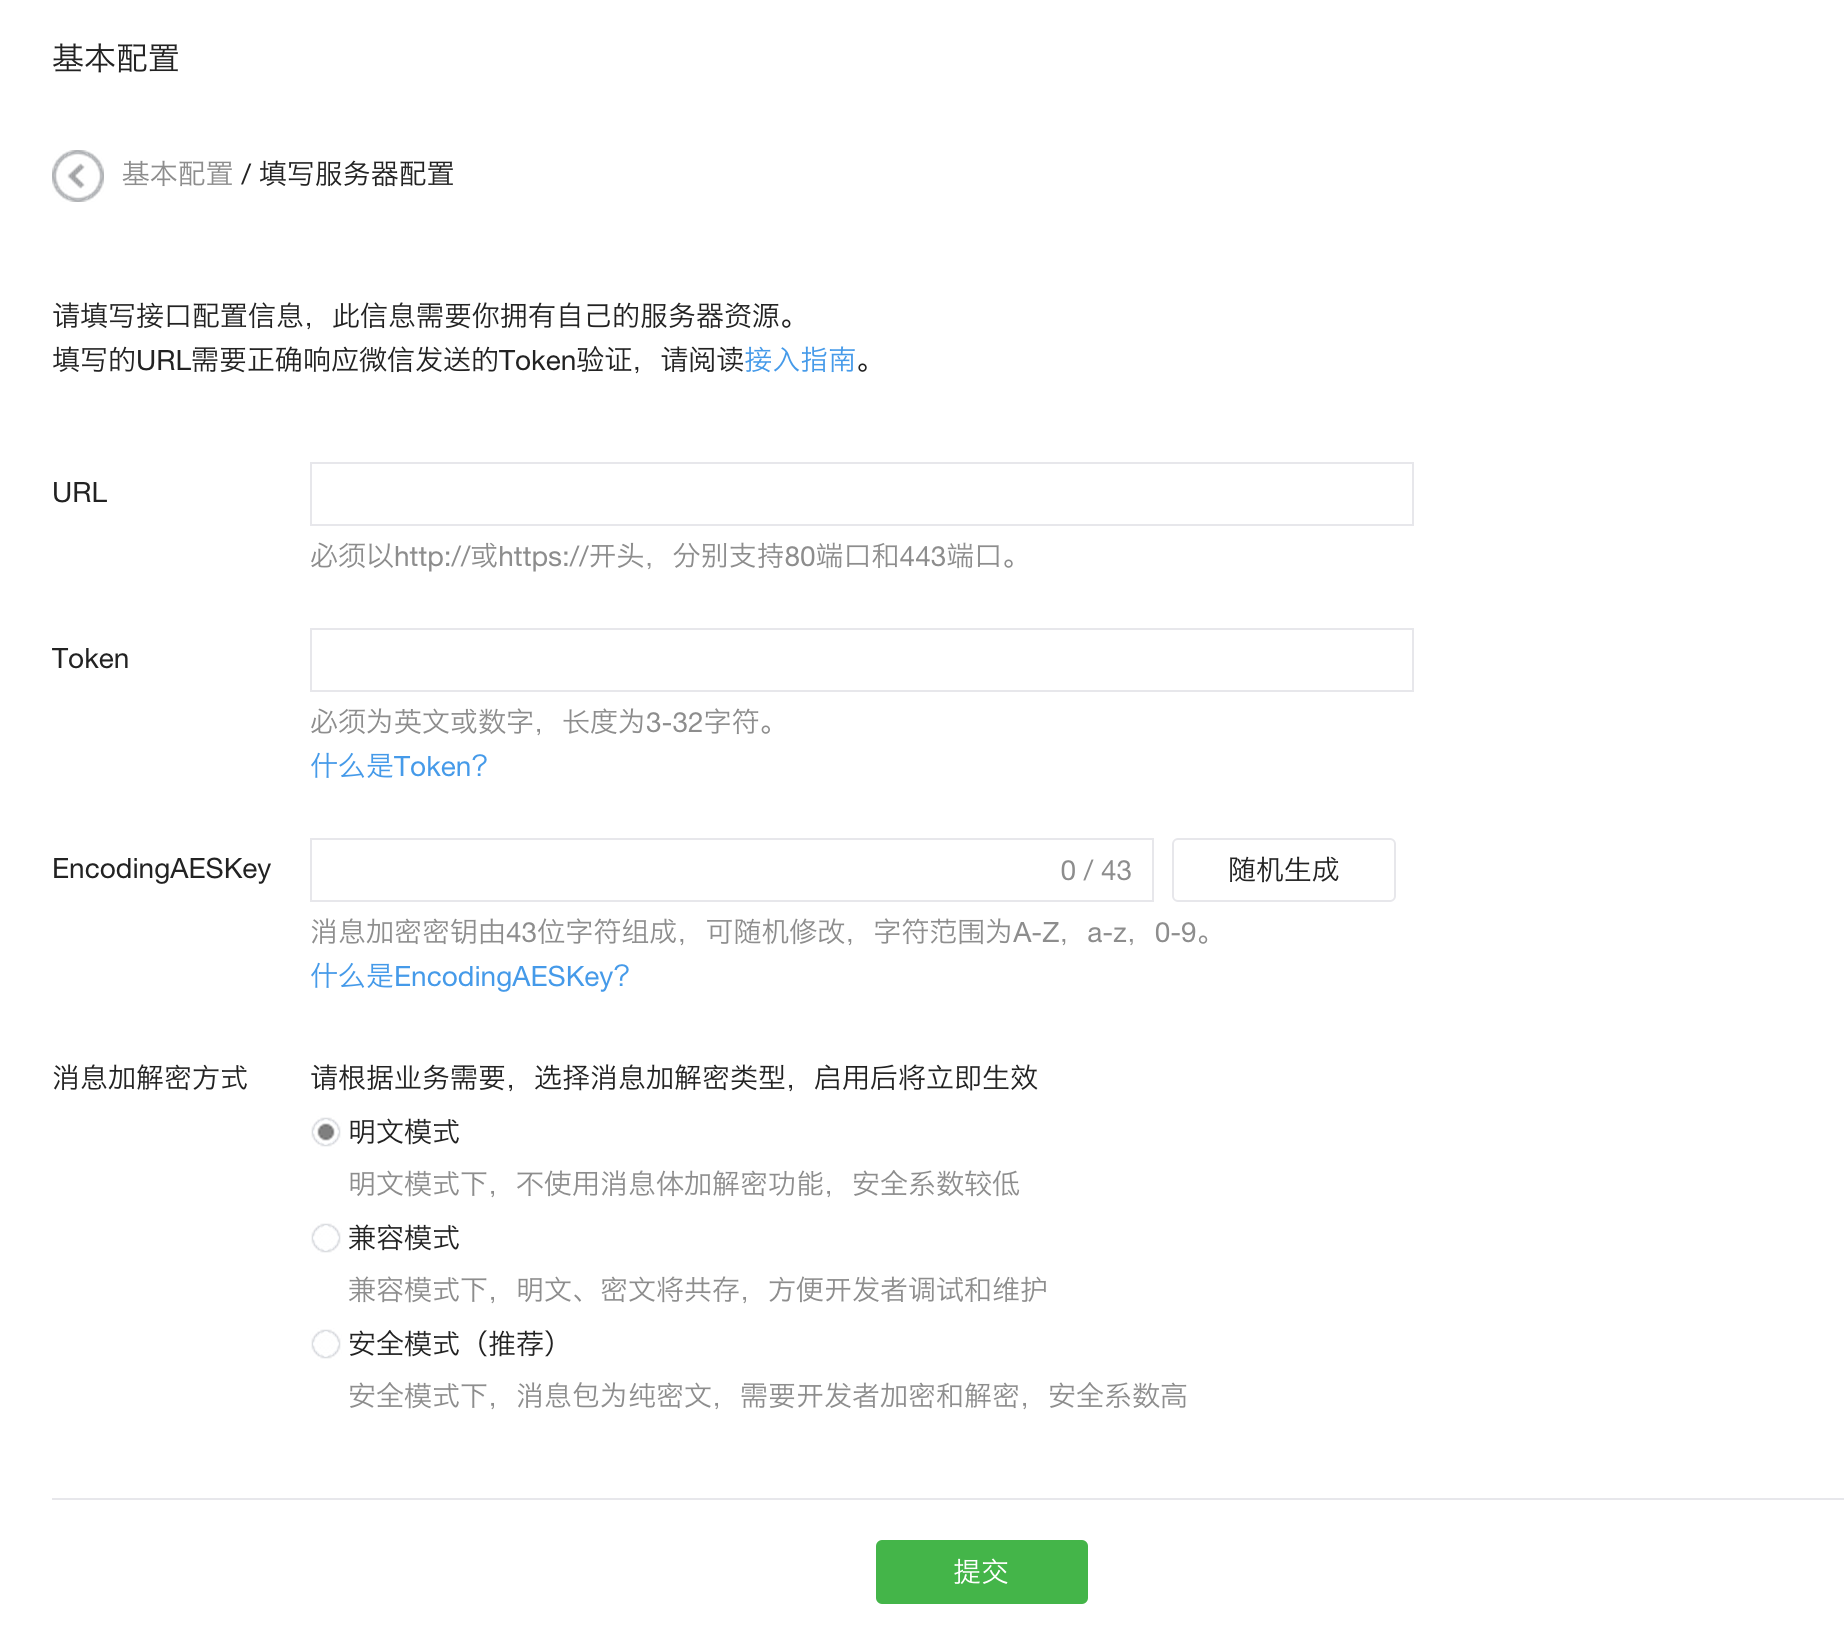 基本配置
基本配置 / 填写服务器配置
请填写接口配置信息，此信息需要你拥有自己的服务器资源。
填写的URL需要正确响应微信发送的Token验证，请阅读接入指南。
URL
必须以http://或https://开头，分别支持80端口和443端口。
Token
必须为英文或数字，长度为3-32字符。
什么是Token？
EncodingAESKey
0 / 43
随机生成
消息加密密钥由43位字符组成，可随机修改，字符范围为A-Z，a-z，0-9。
什么是EncodingAESKey？
消息加解密方式
请根据业务需要，选择消息加解密类型，启用后将立即生效
明文模式
明文模式下，不使用消息体加解密功能，安全系数较低
兼容模式
兼容模式下，明文、密文将共存，方便开发者调试和维护
安全模式（推荐）
安全模式下，消息包为纯密文，需要开发者加密和解密，安全系数高
提交